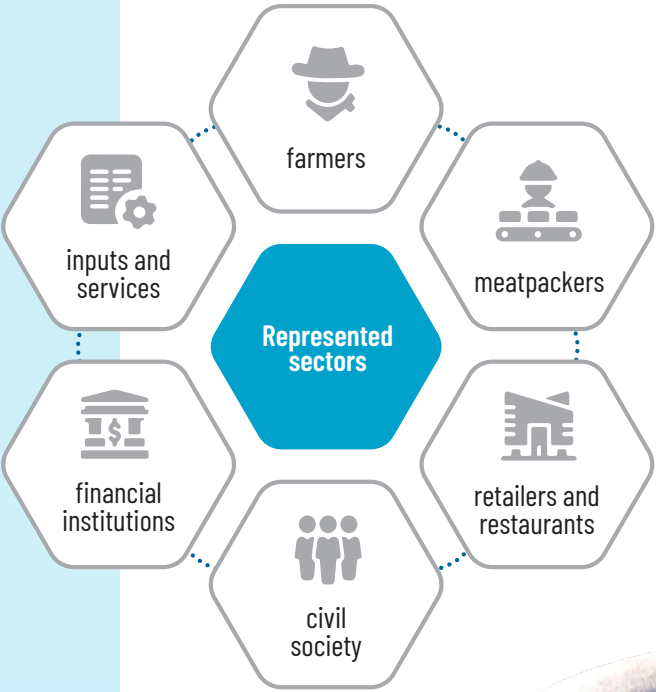 farmers
inputs and
services
meatpackers
Represented
sectors
financial
institutions
retailers and
restaurants
civil
society